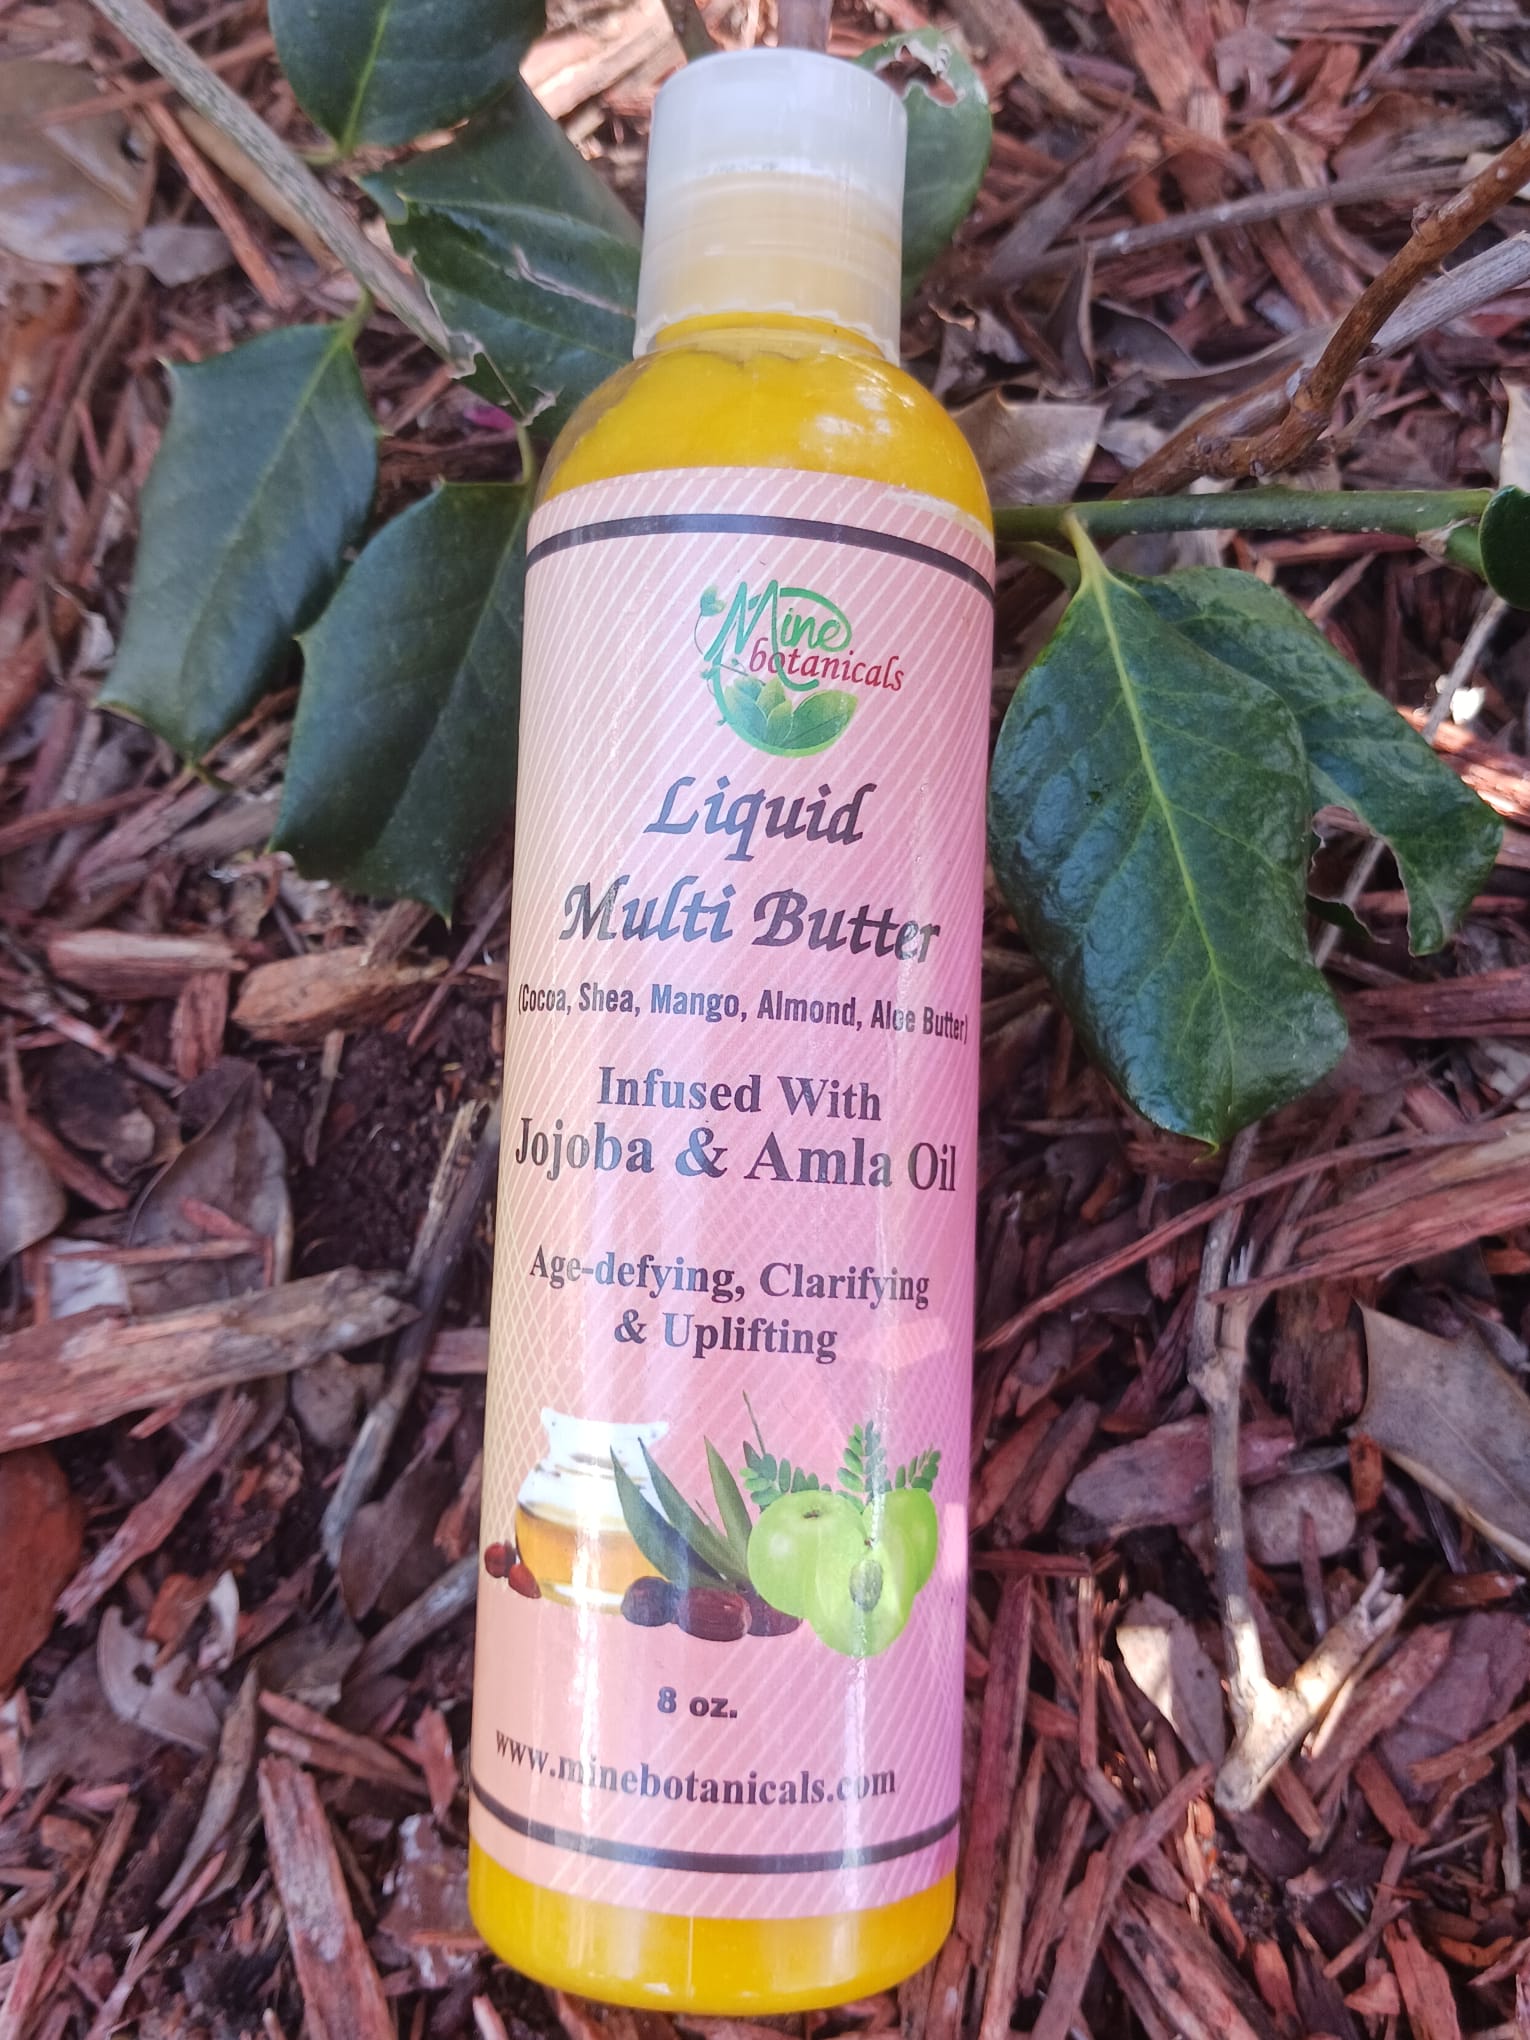 Mine
botanicals
Liquid
Multi Butter
(Cocoa, Shea, Mango, Almond, Aloe Butter)
Infused With
Jojoba & Amla Oil
Age-defying, Clarifying
& Uplifting
8 oz.
www.minebotanicals.com